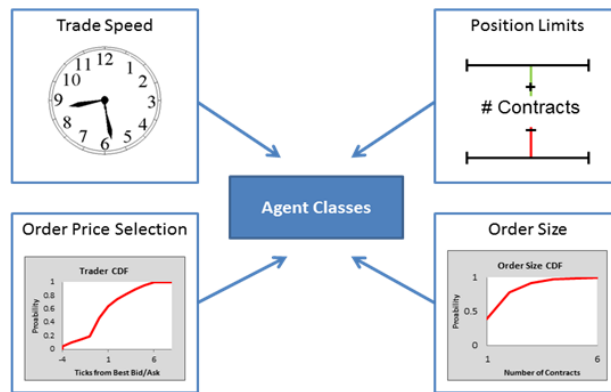 Trade Speed
12
11 1
10 2
9 3
8 4
7 5
6
Position Limits
+
# Contracts
−
Agent Classes
Order Price Selection
Trader CDF
Proability
1
0.8
0.6
0.4
0.2
0
-4 1 6
Ticks from Best Bid/Ask
Order Size
Order Size CDF
Proability
1
0.5
0
1 6
Number of Contracts